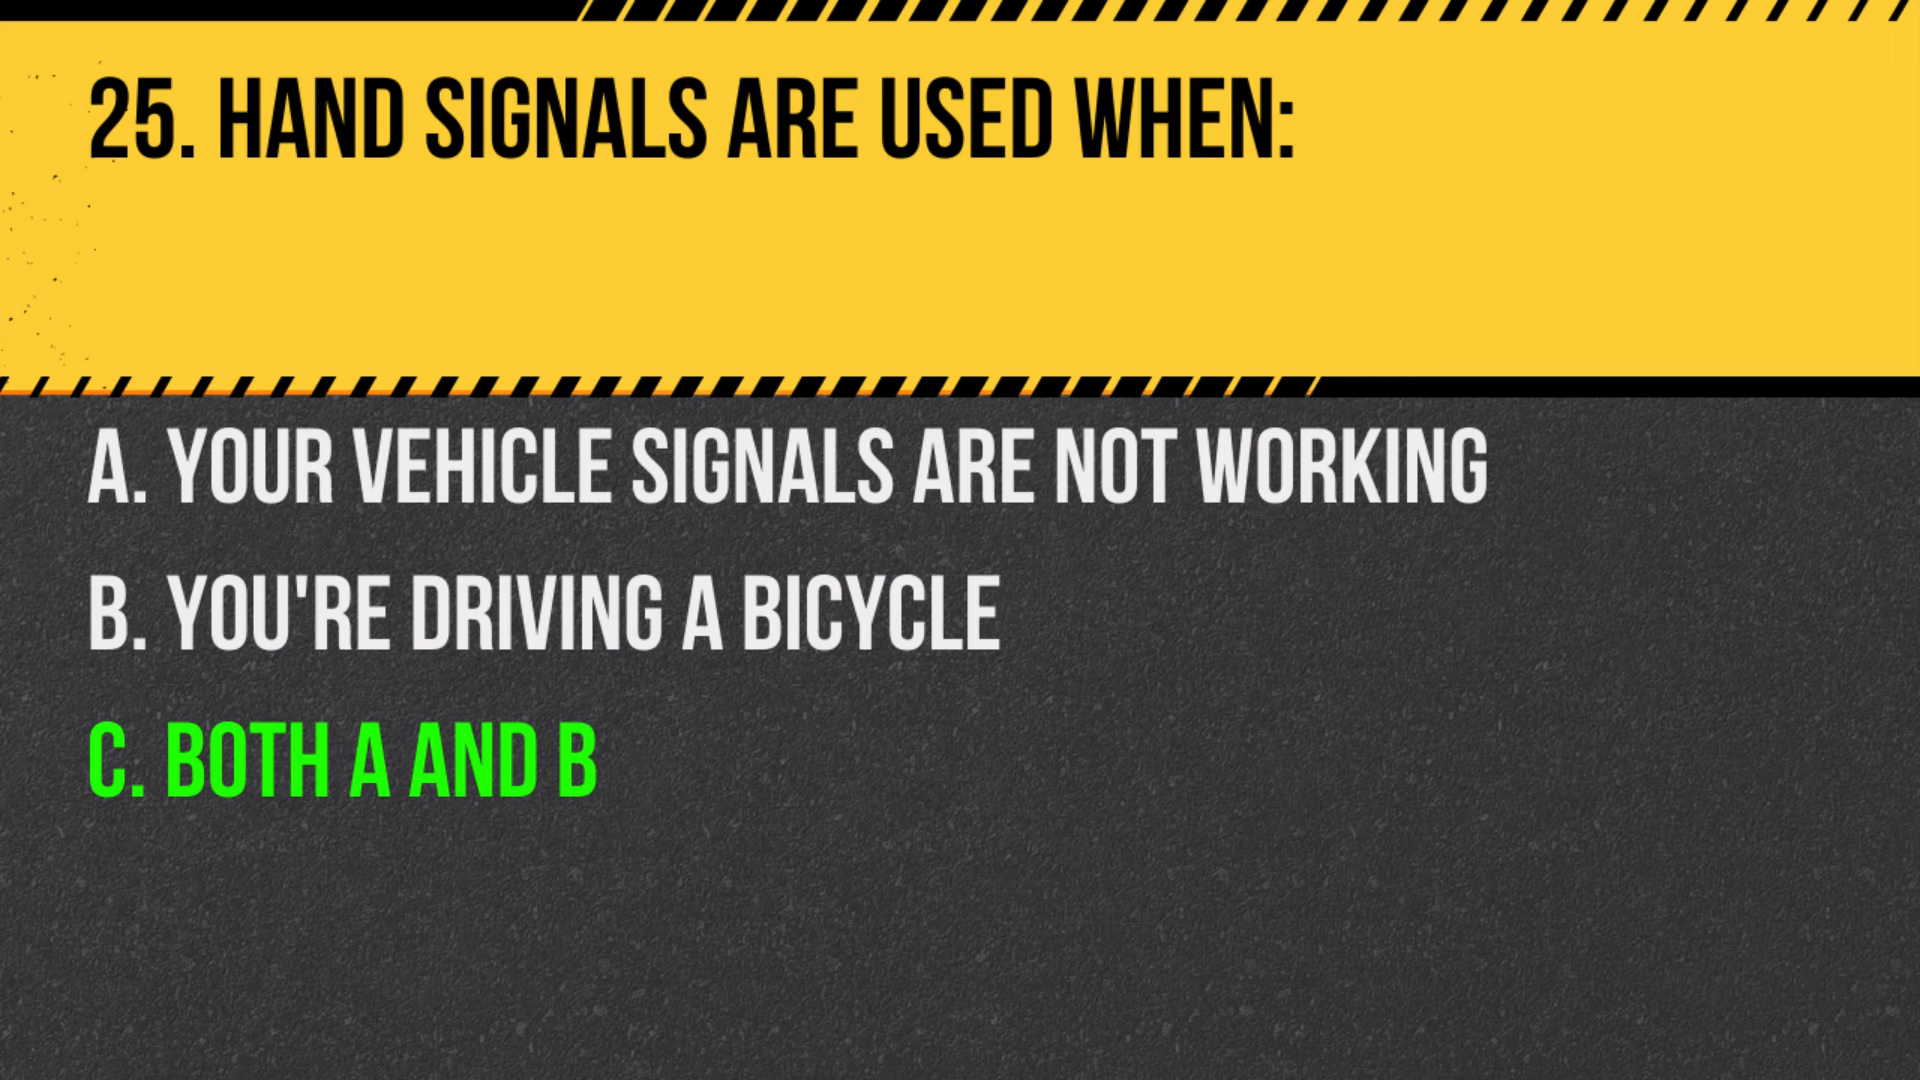 25. HAND SIGNALS ARE USED WHEN:
A. YOUR VEHICLE SIGNALS ARE NOT WORKING
B. YOU'RE DRIVING A BICYCLE
C. BOTH A AND B